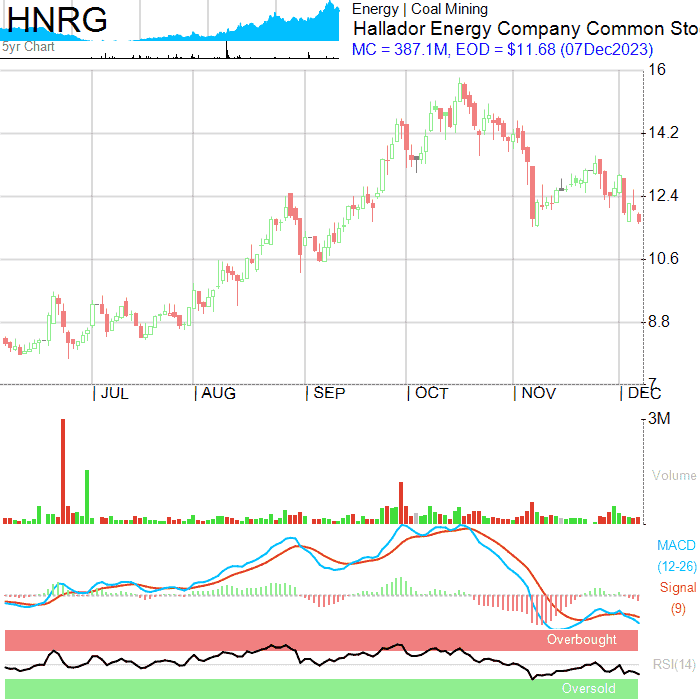 HNRG
5yr Chart
Energy | Coal Mining
Hallador Energy Company Common Sto
MC = 387.1M, EOD = $11.68 (07Dec2023)
16
14.2
12.4
10.6
8.8
7
| JUL | AUG | SEP | OCT | NOV | DEC
3M
Volume
MACD
(12-26)
Signal
(9)
Overbought
RSI(14)
Oversold